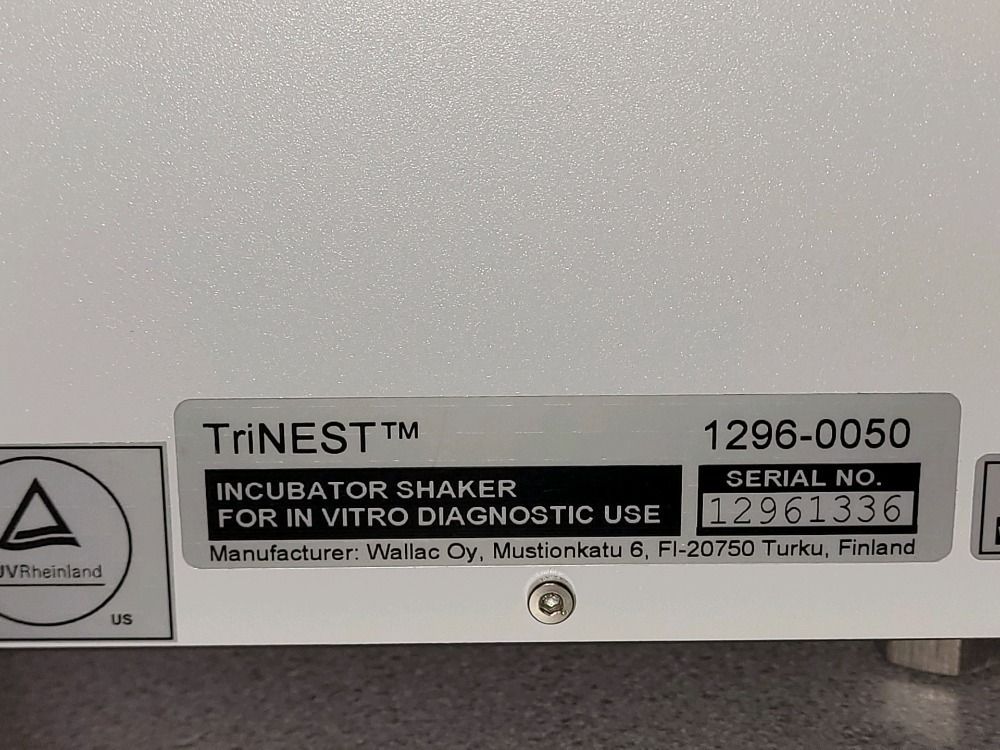 TriNEST™ 1296-0050
INCUBATOR SHAKER
FOR IN VITRO DIAGNOSTIC USE
SERIAL NO.
12961336
Manufacturer: Wallac Oy, Mustionkatu 6, FI-20750 Turku, Finland
ÜVRheinland
US